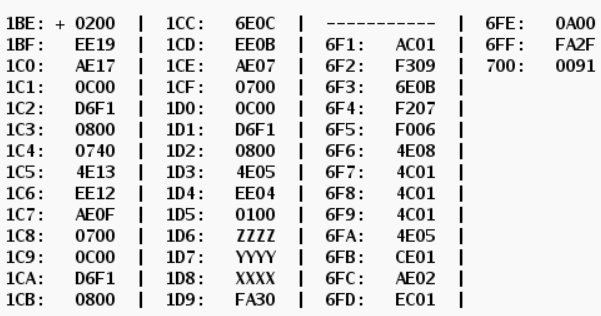 1BE: + 0200 | 1CC: 6E0C | ----------- | 6FE: 0A00
1BF: EE19 | 1CD: EE0B | 6F1: AC01 | 6FF: FA2F
1C0: AE17 | 1CE: AE07 | 6F2: F309 | 700: 0091
1C1: 0C00 | 1CF: 0700 | 6F3: 6E0B |
1C2: D6F1 | 1D0: 0C00 | 6F4: F207 |
1C3: 0800 | 1D1: D6F1 | 6F5: F006 |
1C4: 0740 | 1D2: 0800 | 6F6: 4E08 |
1C5: 4E13 | 1D3: 4E05 | 6F7: 4C01 |
1C6: EE12 | 1D4: EE04 | 6F8: 4C01 |
1C7: AE0F | 1D5: 0100 | 6F9: 4C01 |
1C8: 0700 | 1D6: ZZZZ | 6FA: 4E05 |
1C9: 0C00 | 1D7: YYYY | 6FB: CE01 |
1CA: D6F1 | 1D8: XXXX | 6FC: AE02 |
1CB: 0800 | 1D9: FA30 | 6FD: EC01 |